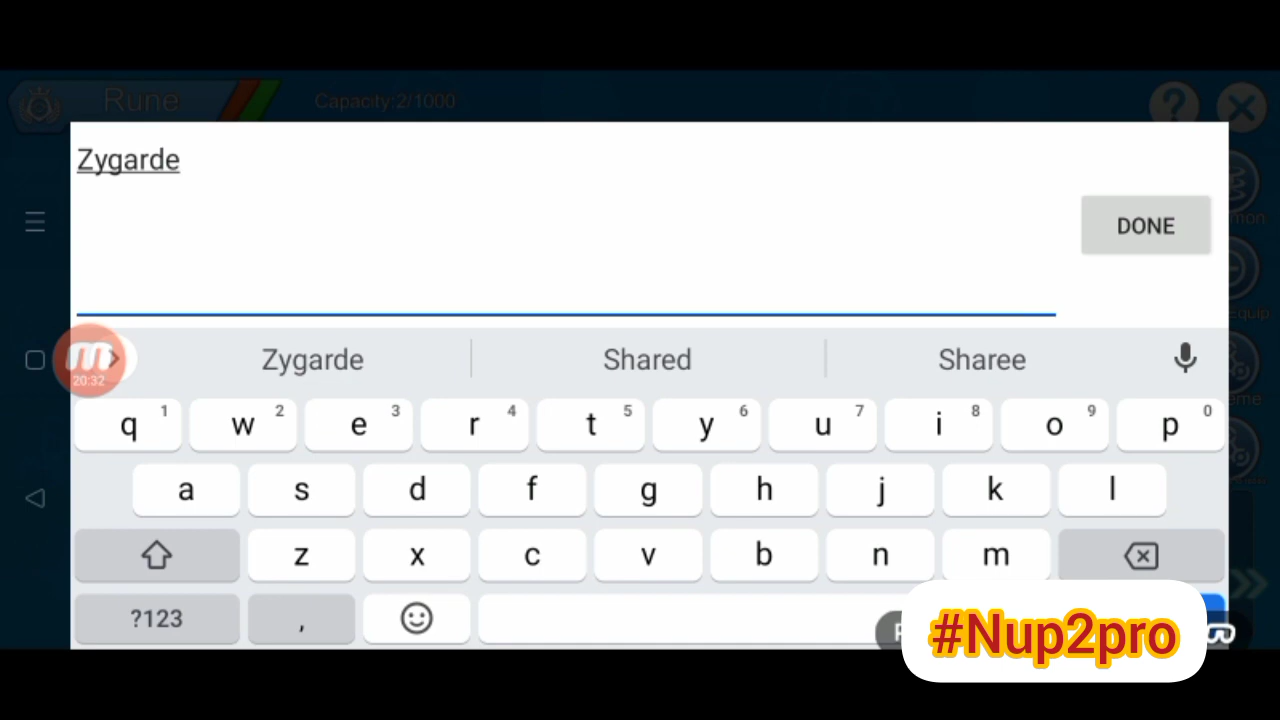 Rune
Capacity:2/1000
?
Zygarde
DONE
m
20:32
Zygarde Shared Sharee
q 1 w 2 e 3 r 4 t 5 y 6 u 7 i 8 o 9 p 0
a s d f g h j k l
z x c v b n m
?123 ,
#Nup2pro